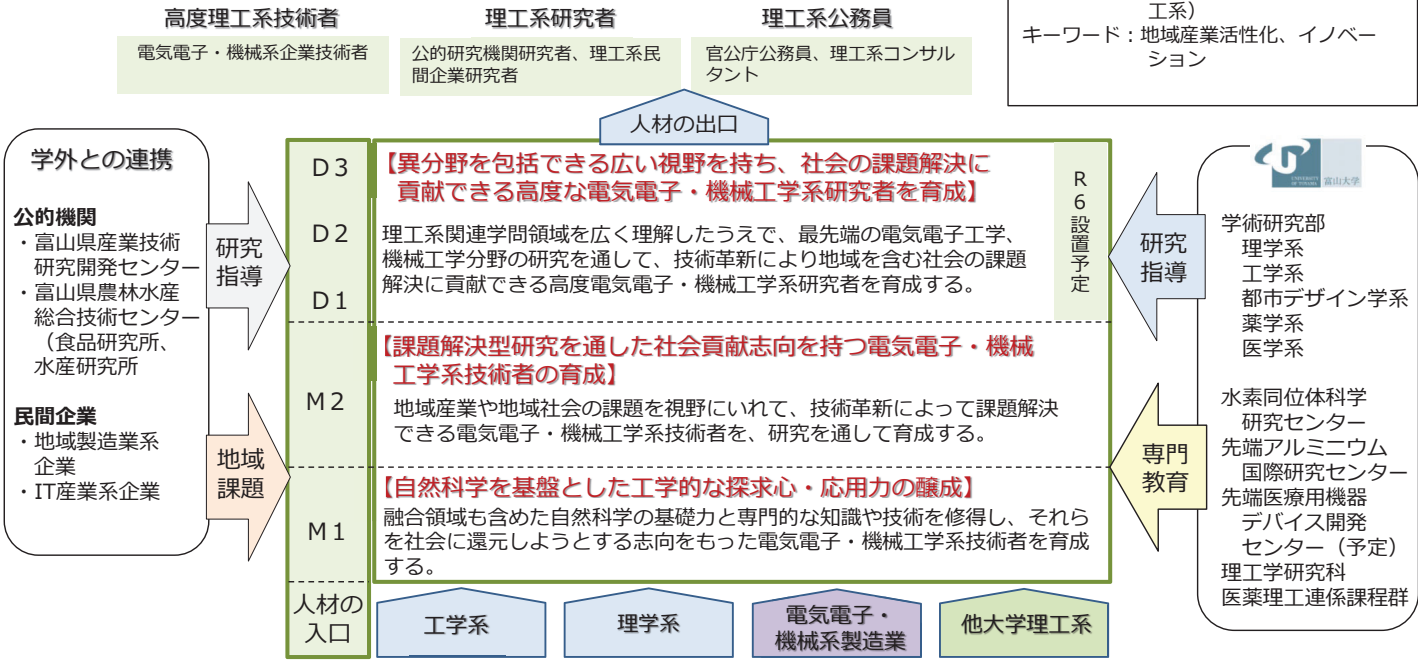 高度理工系技術者
電気電子・機械系企業技術者
理工系研究者
公的研究機関研究者、理工系民
間企業研究者
理工系公務員
官公庁公務員、理工系コンサル
タント
工系）
キーワード：地域産業活性化、イノベー
ション
人材の出口
学外との連携
公的機関
・富山県産業技術
研究開発センター
・富山県農林水産
総合技術センター
（食品研究所、
水産研究所
民間企業
・地域製造業系
企業
・IT産業系企業
研究
指導
地域
課題
D3
D2
D1
M2
M1
人材の
入口
【異分野を包括できる広い視野を持ち、社会の課題解決に
貢献できる高度な電気電子・機械工学系研究者を育成】
理工系関連学問領域を広く理解したうえで、最先端の電気電子工学、
機械工学分野の研究を通して、技術革新により地域を含む社会の課題
解決に貢献できる高度電気電子・機械工学系研究者を育成する。
R
6
設
置
予
定
【課題解決型研究を通した社会貢献志向を持つ電気電子・機械
工学系技術者の育成】
地域産業や地域社会の課題を視野にいれて、技術革新によって課題解決
できる電気電子・機械工学系技術者を、研究を通して育成する。
【自然科学を基盤とした工学的な探求心・応用力の醸成】
融合領域も含めた自然科学の基礎力と専門的な知識や技術を修得し、それら
を社会に還元しようとする志向をもった電気電子・機械工学系技術者を育成
する。
工学系
理学系
電気電子・
機械系製造業
他大学理工系
研究
指導
専門
教育
UNIVERSITY
OF TOYAMA
富山大学
学術研究部
理学系
工学系
都市デザイン学系
薬学系
医学系
水素同位体科学
研究センター
先端アルミニウム
国際研究センター
先端医療用機器
デバイス開発
センター（予定）
理工学研究科
医薬理工連係課程群